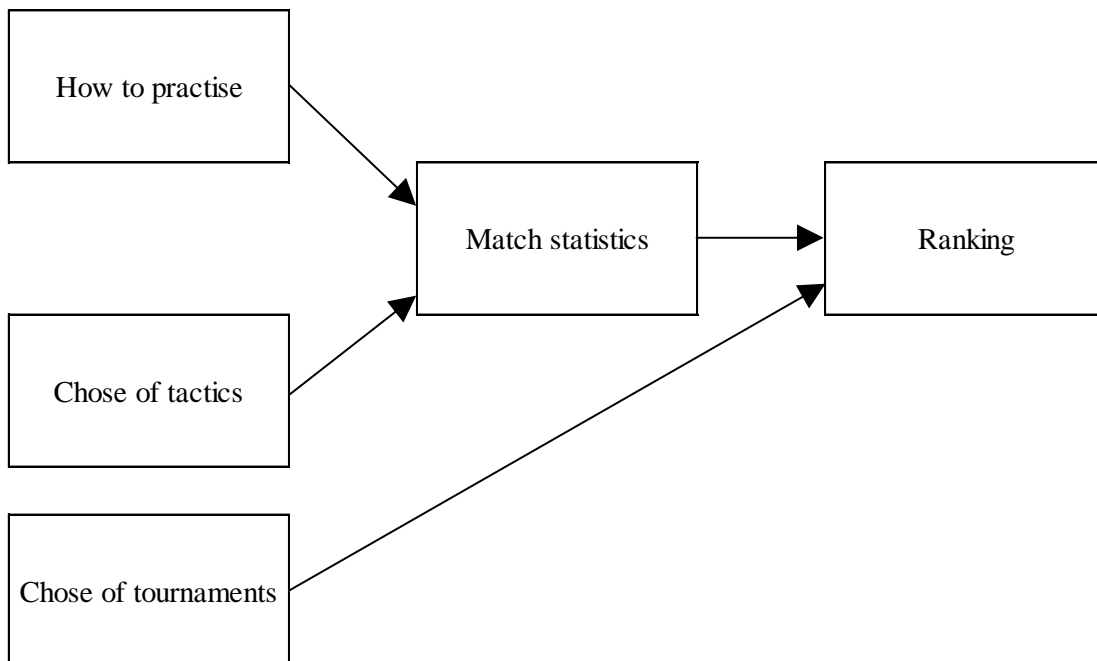 How to practise
Match statistics
Ranking
Chose of tactics
Chose of tournaments